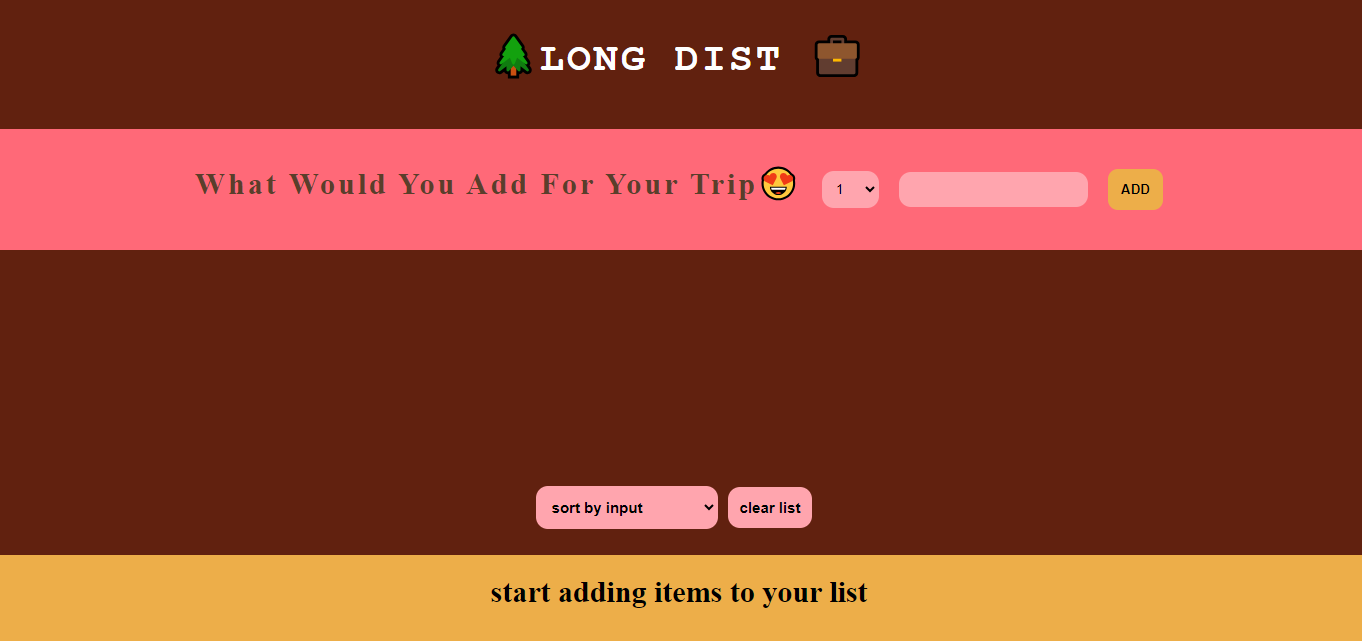 🌲LONG DIST 💼
What Would You Add For Your Trip😍 1 ADD
sort by input clear list
start adding items to your list